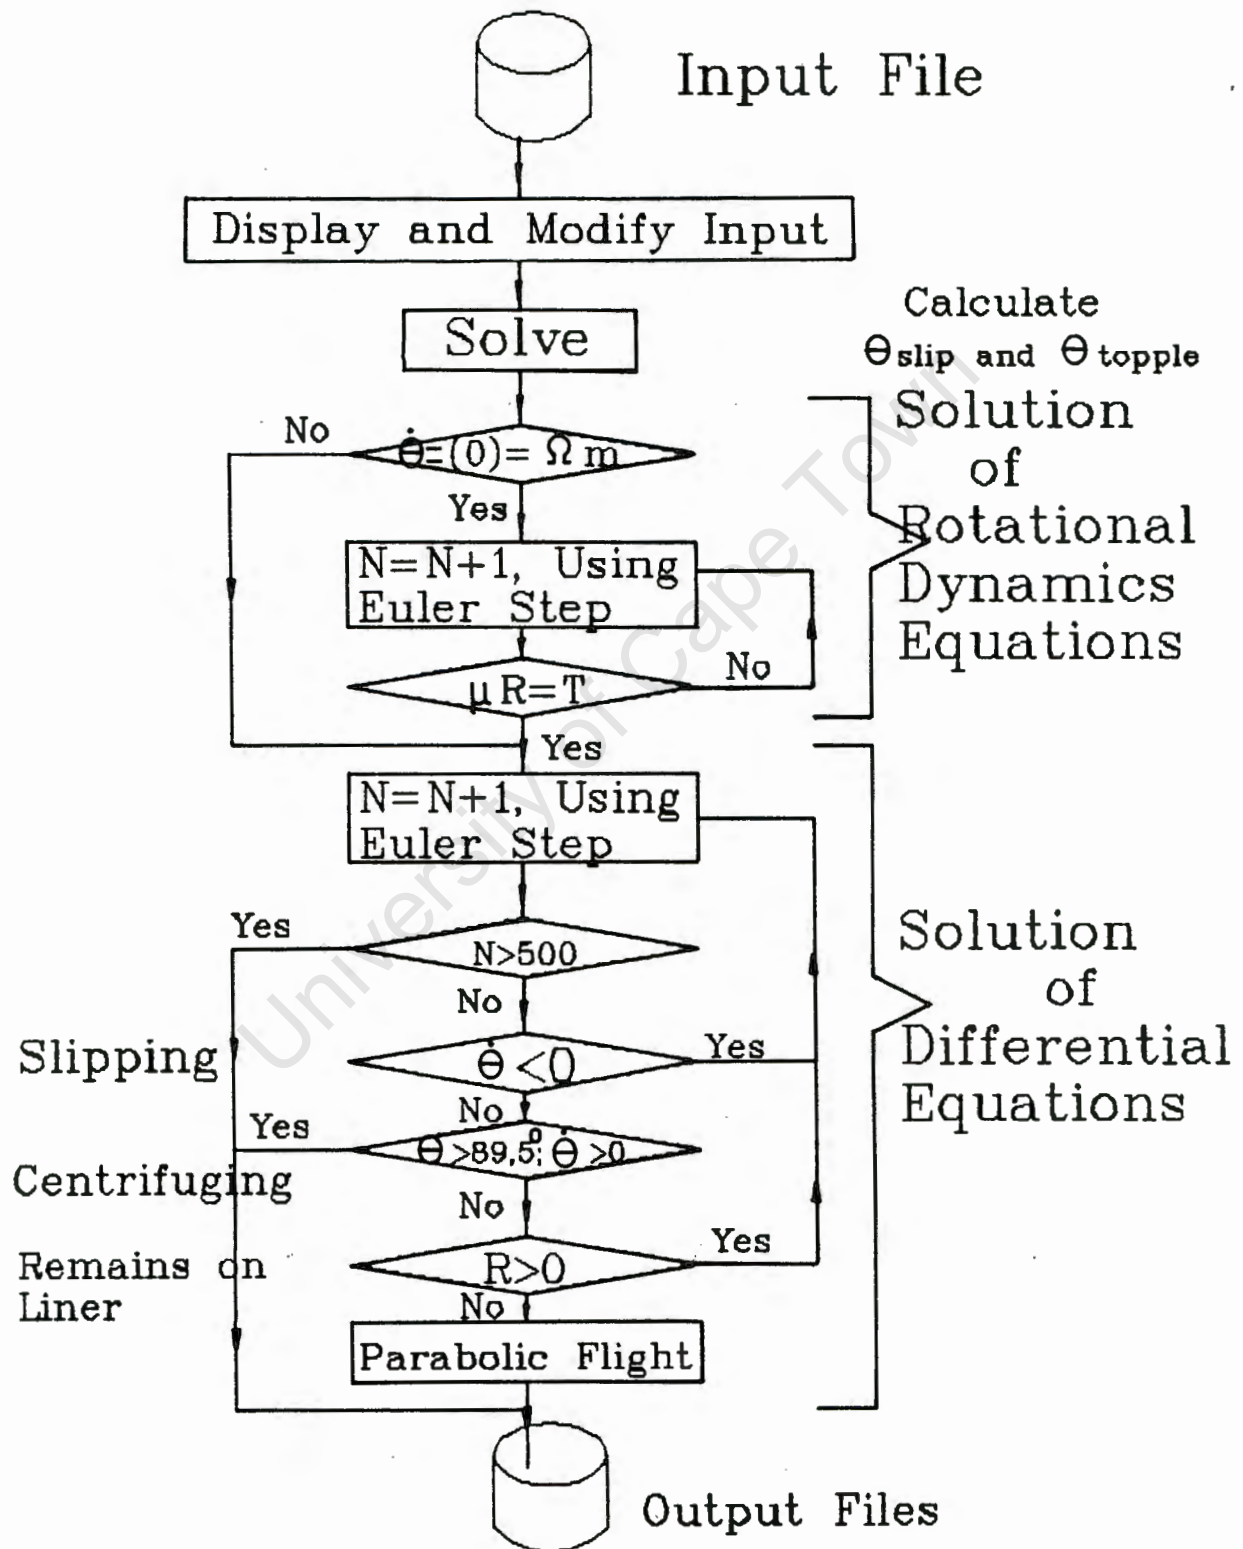 Input File
Display and Modify Input
Solve
Calculate
θslip and θtopple
Solution
of
Rotational
Dynamics
Equations
No
θ̇=(0)= Ωm
Yes
N=N+1, Using
Euler Step
μR=T
No
Yes
N=N+1, Using
Euler Step
Yes
N>500
No
Solution
of
Differential
Equations
Slipping
θ̇<0
Yes
No
Yes
θ>89,5°; θ̇>0
Centrifuging
No
Remains on
Liner
R>0
Yes
No
Parabolic Flight
Output Files
University of Cape Town